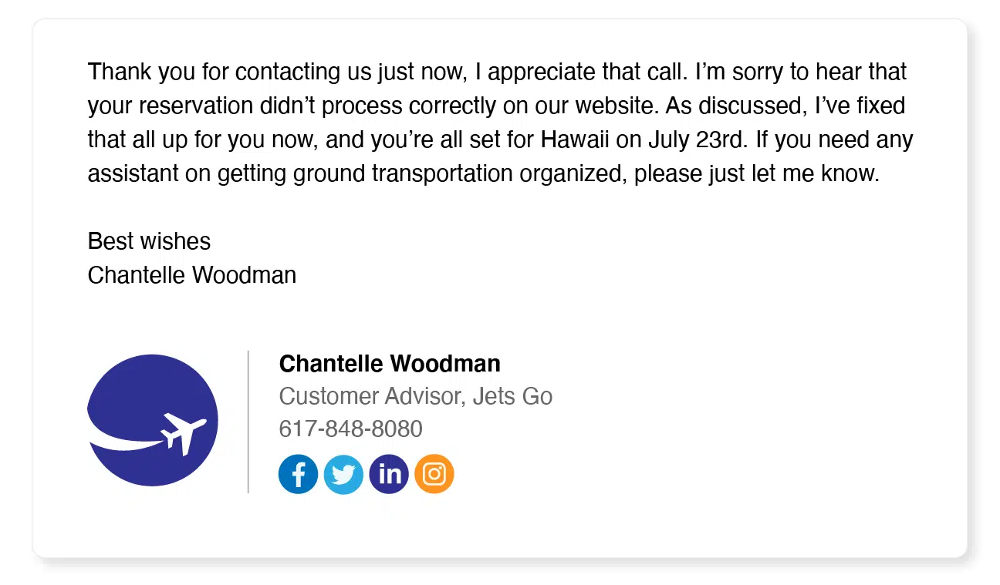 Thank you for contacting us just now, I appreciate that call. I’m sorry to hear that
your reservation didn’t process correctly on our website. As discussed, I’ve fixed
that all up for you now, and you’re all set for Hawaii on July 23rd. If you need any
assistant on getting ground transportation organized, please just let me know.
Best wishes
Chantelle Woodman
Chantelle Woodman
Customer Advisor, Jets Go
617-848-8080
f in